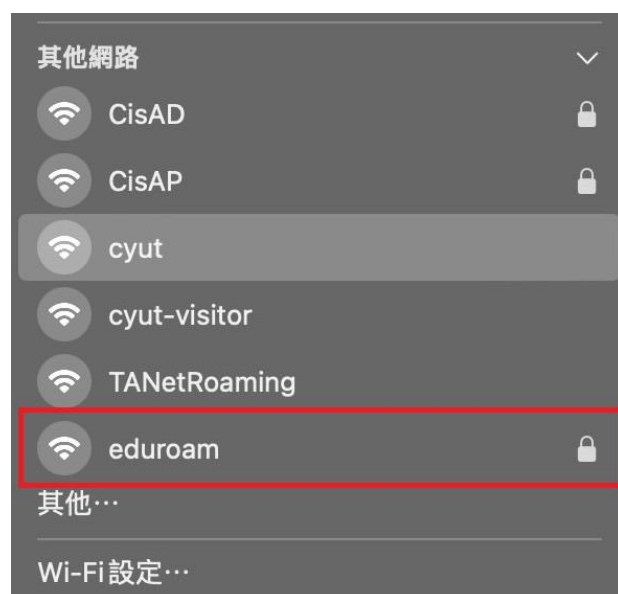 其他網路
CisAD
CisAP
cyut
cyut-visitor
TANetRoaming
eduroam
其他…
Wi-Fi設定…